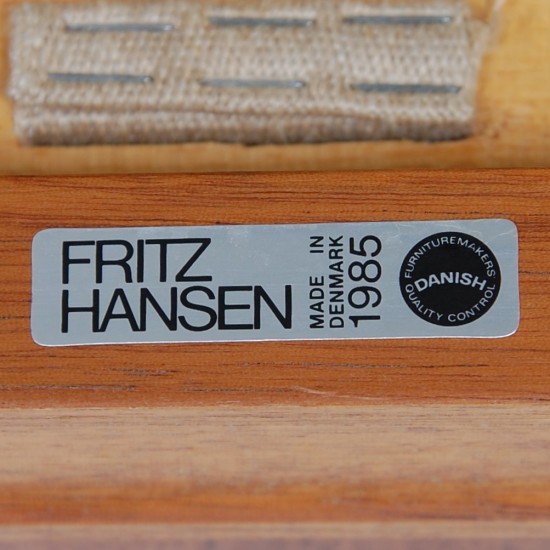 FRITZ
HANSEN
MADE IN
DENMARK
1985
FURNITUREMAKERS'
DANISH
QUALITY CONTROL